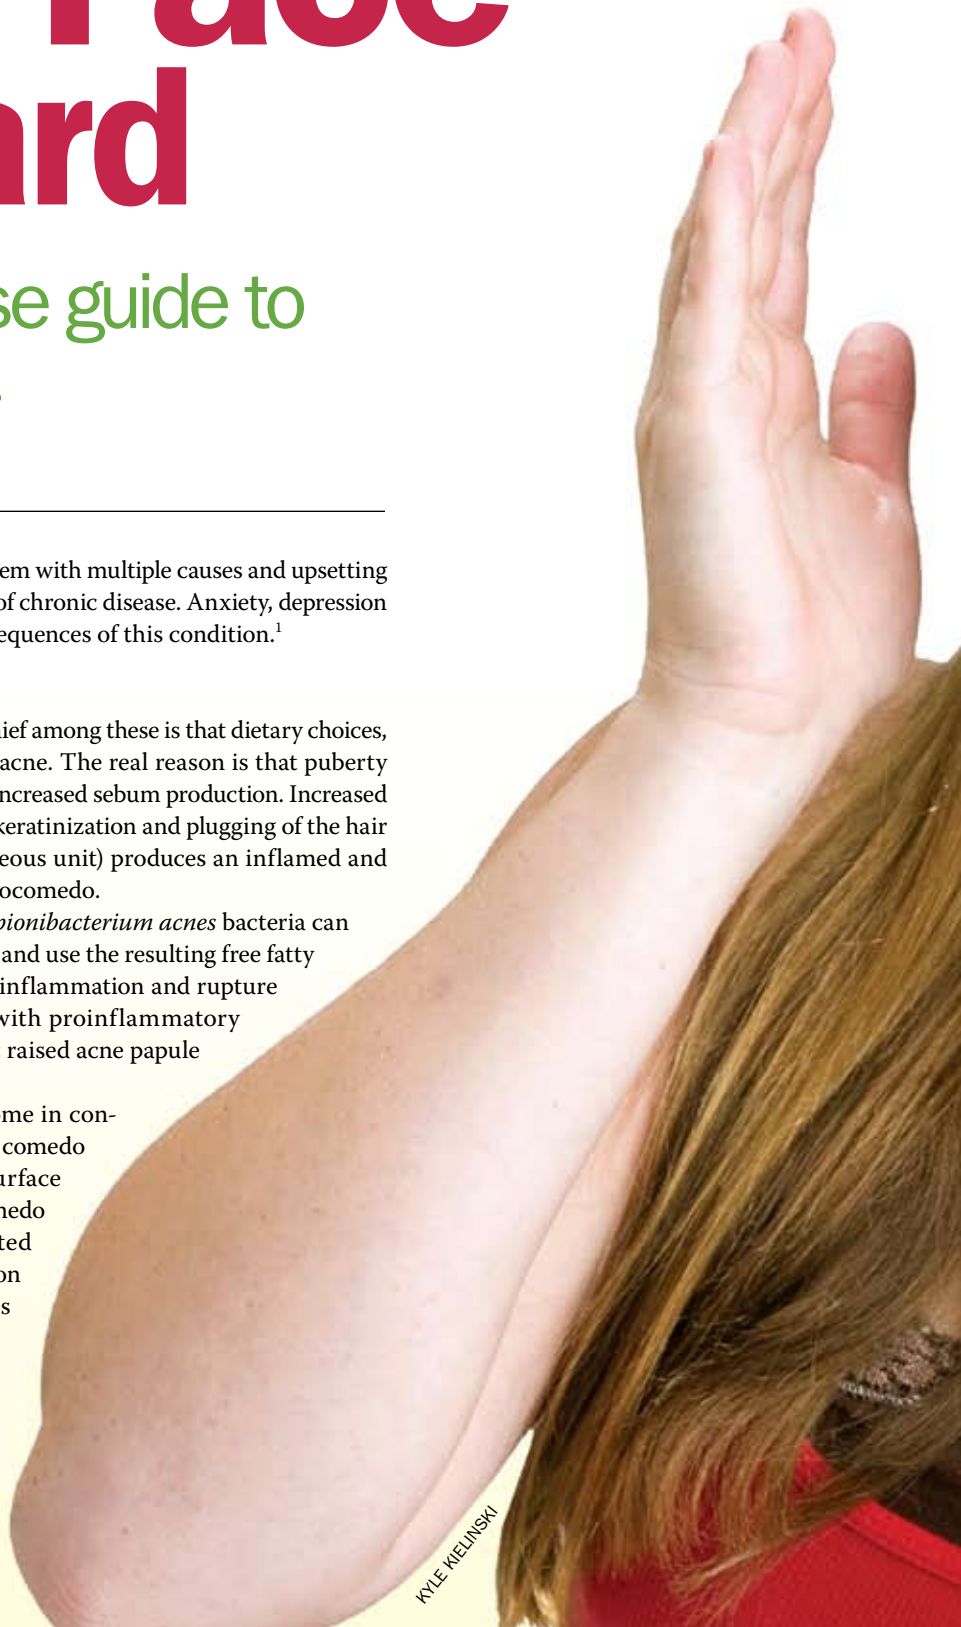 Face
ard
se guide to
.
em with multiple causes and upsetting
of chronic disease. Anxiety, depression
equences of this condition.1
ief among these is that dietary choices,
acne. The real reason is that puberty
ncreased sebum production. Increased
keratinization and plugging of the hair
eous unit) produces an inflamed and
ocomedo.
pionibacterium acnes bacteria can
and use the resulting free fatty
inflammation and rupture
with proinflammatory
raised acne papule
me in con-
comedo
urface
nedo
ted
on
s
KYLE KIELINSKI